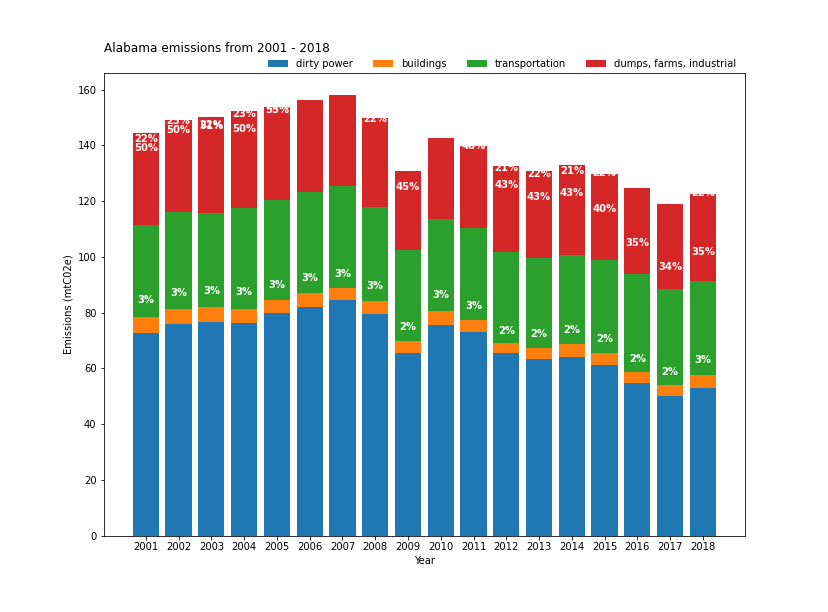 Alabama emissions from 2001 - 2018
dirty power buildings transportation dumps, farms, industrial
160
140
120
100
80
60
40
20
0
Emissions (mtC02e)
22% 23% 23% 55% 22% 21% 22% 21% 22%
50% 50% 50% 45% 43% 43% 43% 40% 35% 34% 35%
3% 3% 3% 3% 3% 3% 3% 3% 2% 3% 3% 2% 2% 2% 2% 2% 2% 3%
2001 2002 2003 2004 2005 2006 2007 2008 2009 2010 2011 2012 2013 2014 2015 2016 2017 2018
Year